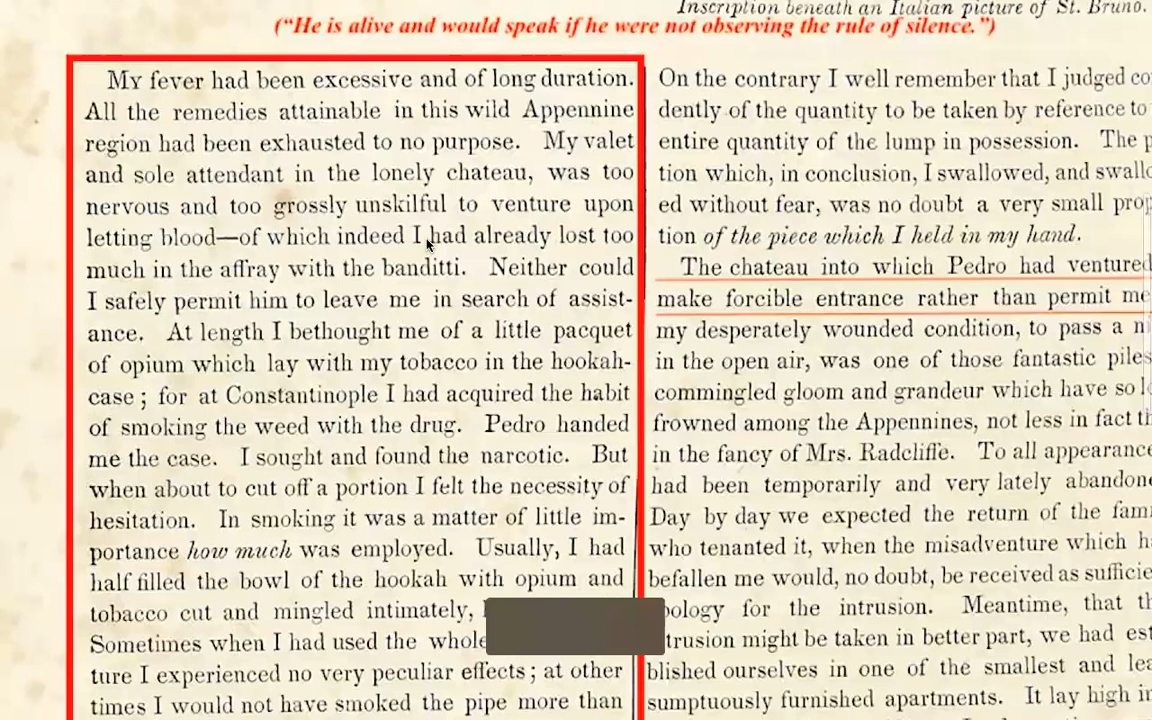 Inscription beneath an Italian picture of St. Bruno.
(“He is alive and would speak if he were not observing the rule of silence.”)
My fever had been excessive and of long duration.
All the remedies attainable in this wild Appennine
region had been exhausted to no purpose. My valet
and sole attendant in the lonely chateau, was too
nervous and too grossly unskilful to venture upon
letting blood—of which indeed I had already lost too
much in the affray with the banditti. Neither could
I safely permit him to leave me in search of assist-
ance. At length I bethought me of a little pacquet
of opium which lay with my tobacco in the hookah-
case; for at Constantinople I had acquired the habit
of smoking the weed with the drug. Pedro handed
me the case. I sought and found the narcotic. But
when about to cut off a portion I felt the necessity of
hesitation. In smoking it was a matter of little im-
portance how much was employed. Usually, I had
half filled the bowl of the hookah with opium and
tobacco cut and mingled intimately,
Sometimes when I had used the whole
ture I experienced no very peculiar effects; at other
times I would not have smoked the pipe more than
On the contrary I well remember that I judged
dently of the quantity to be taken by reference to
entire quantity of the lump in possession. The
tion which, in conclusion, I swallowed, and
ed without fear, was no doubt a very small
tion of the piece which I held in my hand.
The chateau into which Pedro had ventured
make forcible entrance rather than permit me
my desperately wounded condition, to pass a
in the open air, was one of those fantastic piles
commingled gloom and grandeur which have so
frowned among the Appennines, not less in fact
in the fancy of Mrs. Radcliffe. To all appearance
had been temporarily and very lately
Day by day we expected the return of the
who tenanted it, when the misadventure which
befallen me would, no doubt, be received as
pology for the intrusion. Meantime, that
trusion might be taken in better part, we had
blished ourselves in one of the smallest and
sumptuously furnished apartments. It lay high